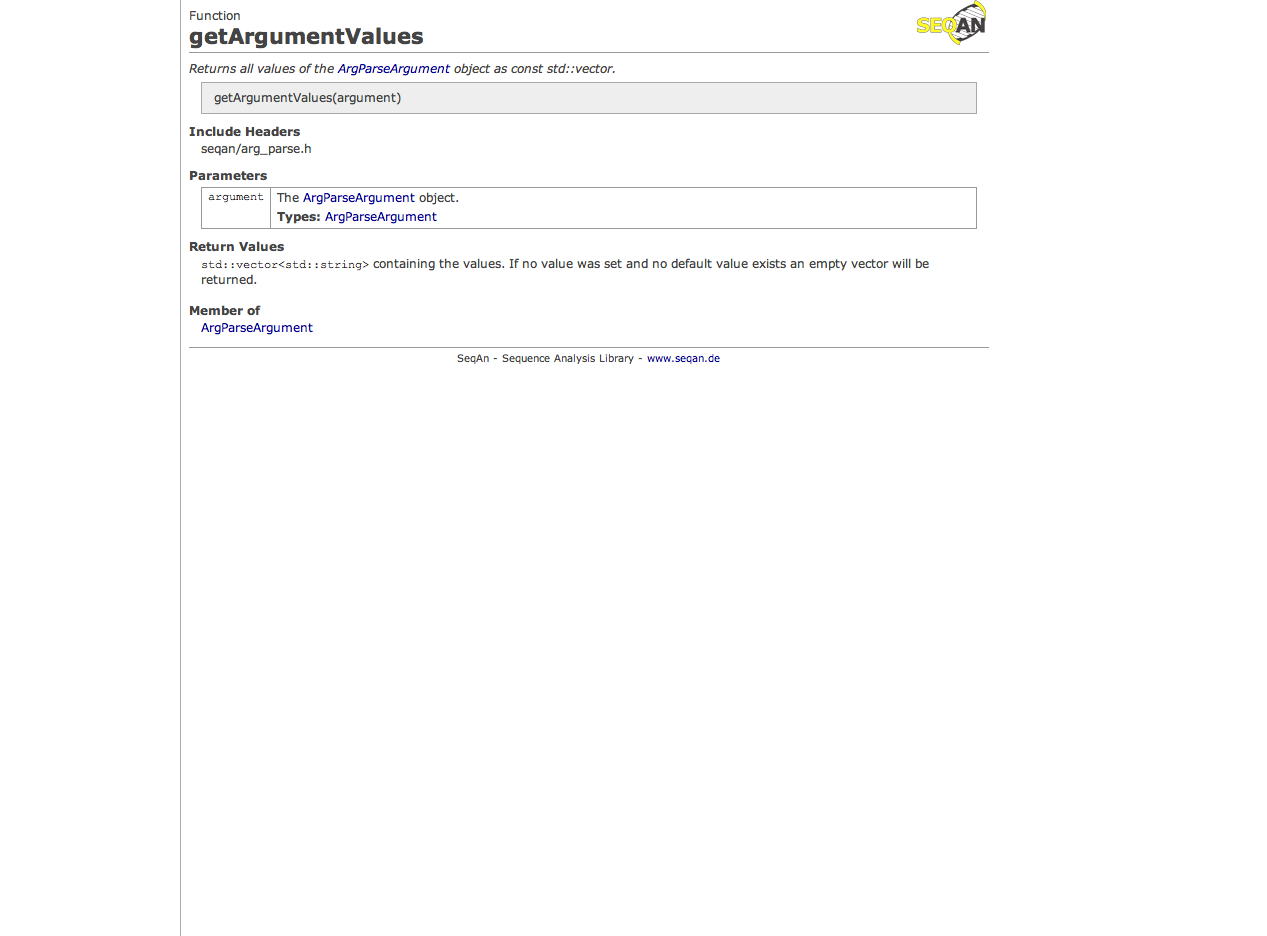 Function
SEQAN
getArgumentValues
Returns all values of the ArgParseArgument object as const std::vector.
getArgumentValues(argument)
Include Headers
seqan/arg_parse.h
Parameters
argument The ArgParseArgument object.
Types: ArgParseArgument
Return Values
std::vector<std::string> containing the values. If no value was set and no default value exists an empty vector will be
returned.
Member of
ArgParseArgument
SeqAn - Sequence Analysis Library - www.seqan.de